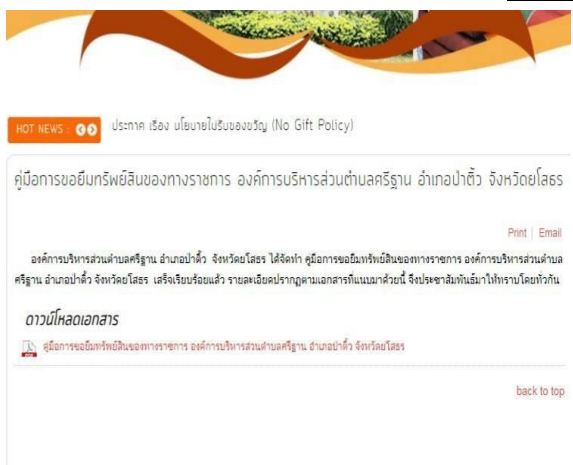 HOT NEWS :
ประกาศ เรื่อง นโยบายไม่รับของขวัญ (No Gift Policy)
คู่มือการขอยืมทรัพย์สินของทางราชการ องค์การบริหารส่วนตำบลศรีฐาน อำเภอป่าติ้ว จังหวัดยโสธร
Print | Email
องค์การบริหารส่วนตำบลศรีฐาน อำเภอป่าติ้ว จังหวัดยโสธร ได้จัดทำ คู่มือการขอยืมทรัพย์สินของทางราชการ องค์การบริหารส่วนตำบล
ศรีฐาน อำเภอป่าติ้ว จังหวัดยโสธร เสร็จเรียบร้อยแล้ว รายละเอียดปรากฏตามเอกสารที่แนบมาด้วยนี้ จึงประชาสัมพันธ์มาให้ทราบโดยทั่วกัน
ดาวน์โหลดเอกสาร
คู่มือการขอยืมทรัพย์สินของทางราชการ องค์การบริหารส่วนตำบลศรีฐาน อำเภอป่าติ้ว จังหวัดยโสธร
back to top